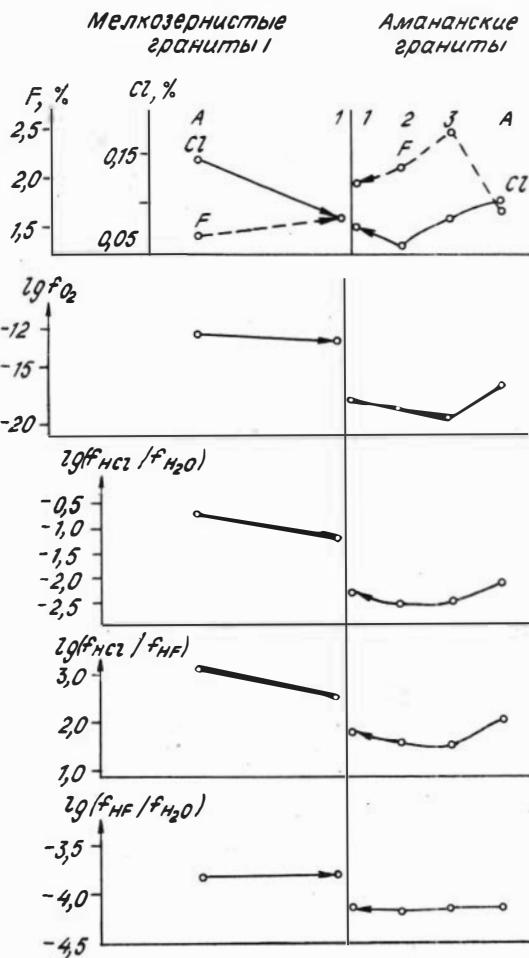 Мелкозернистые
граниты I
Амананские
граниты
F, %
Cl, %
A
1
1
2
3
A
2,5
2,0
1,5
0,15
0,05
Cl
F
F
Cl
lg fO₂
-12
-15
-20
lg(fHCl/fH₂O)
-0,5
-1,0
-1,5
-2,0
-2,5
lg(fHCl/fHF)
3,0
2,0
1,0
lg(fHF/fH₂O)
-3,5
-4,0
-4,5